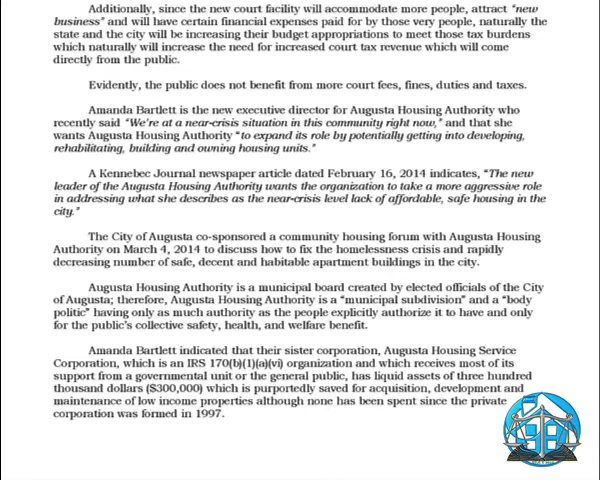 Additionally, since the new court facility will accommodate more people, attract "new
business" and will have certain financial expenses paid for by those very people, naturally the
state and the city will be increasing their budget appropriations to meet those tax burdens
which naturally will increase the need for increased court tax revenue which will come
directly from the public.
Evidently, the public does not benefit from more court fees, fines, duties and taxes.
Amanda Bartlett is the new executive director for Augusta Housing Authority who
recently said "We're at a near-crisis situation in this community right now," and that she
wants Augusta Housing Authority "to expand its role by potentially getting into developing,
rehabilitating, building and owning housing units."
A Kennebec Journal newspaper article dated February 16, 2014 indicates, "The new
leader of the Augusta Housing Authority wants the organization to take a more aggressive role
in addressing what she describes as the near-crisis level lack of affordable, safe housing in the
city."
The City of Augusta co-sponsored a community housing forum with Augusta Housing
Authority on March 4, 2014 to discuss how to fix the homelessness crisis and rapidly
decreasing number of safe, decent and habitable apartment buildings in the city.
Augusta Housing Authority is a municipal board created by elected officials of the City
of Augusta; therefore, Augusta Housing Authority is a "municipal subdivision" and a "body
politic" having only as much authority as the people explicitly authorize it to have and only
for the public's collective safety, health, and welfare benefit.
Amanda Bartlett indicated that their sister corporation, Augusta Housing Service
Corporation, which is an IRS 170(b)(1)(a)(vi) organization and which receives most of its
support from a governmental unit or the general public, has liquid assets of three hundred
thousand dollars ($300,000) which is purportedly saved for acquisition, development and
maintenance of low income properties although none has been spent since the private
corporation was formed in 1997.